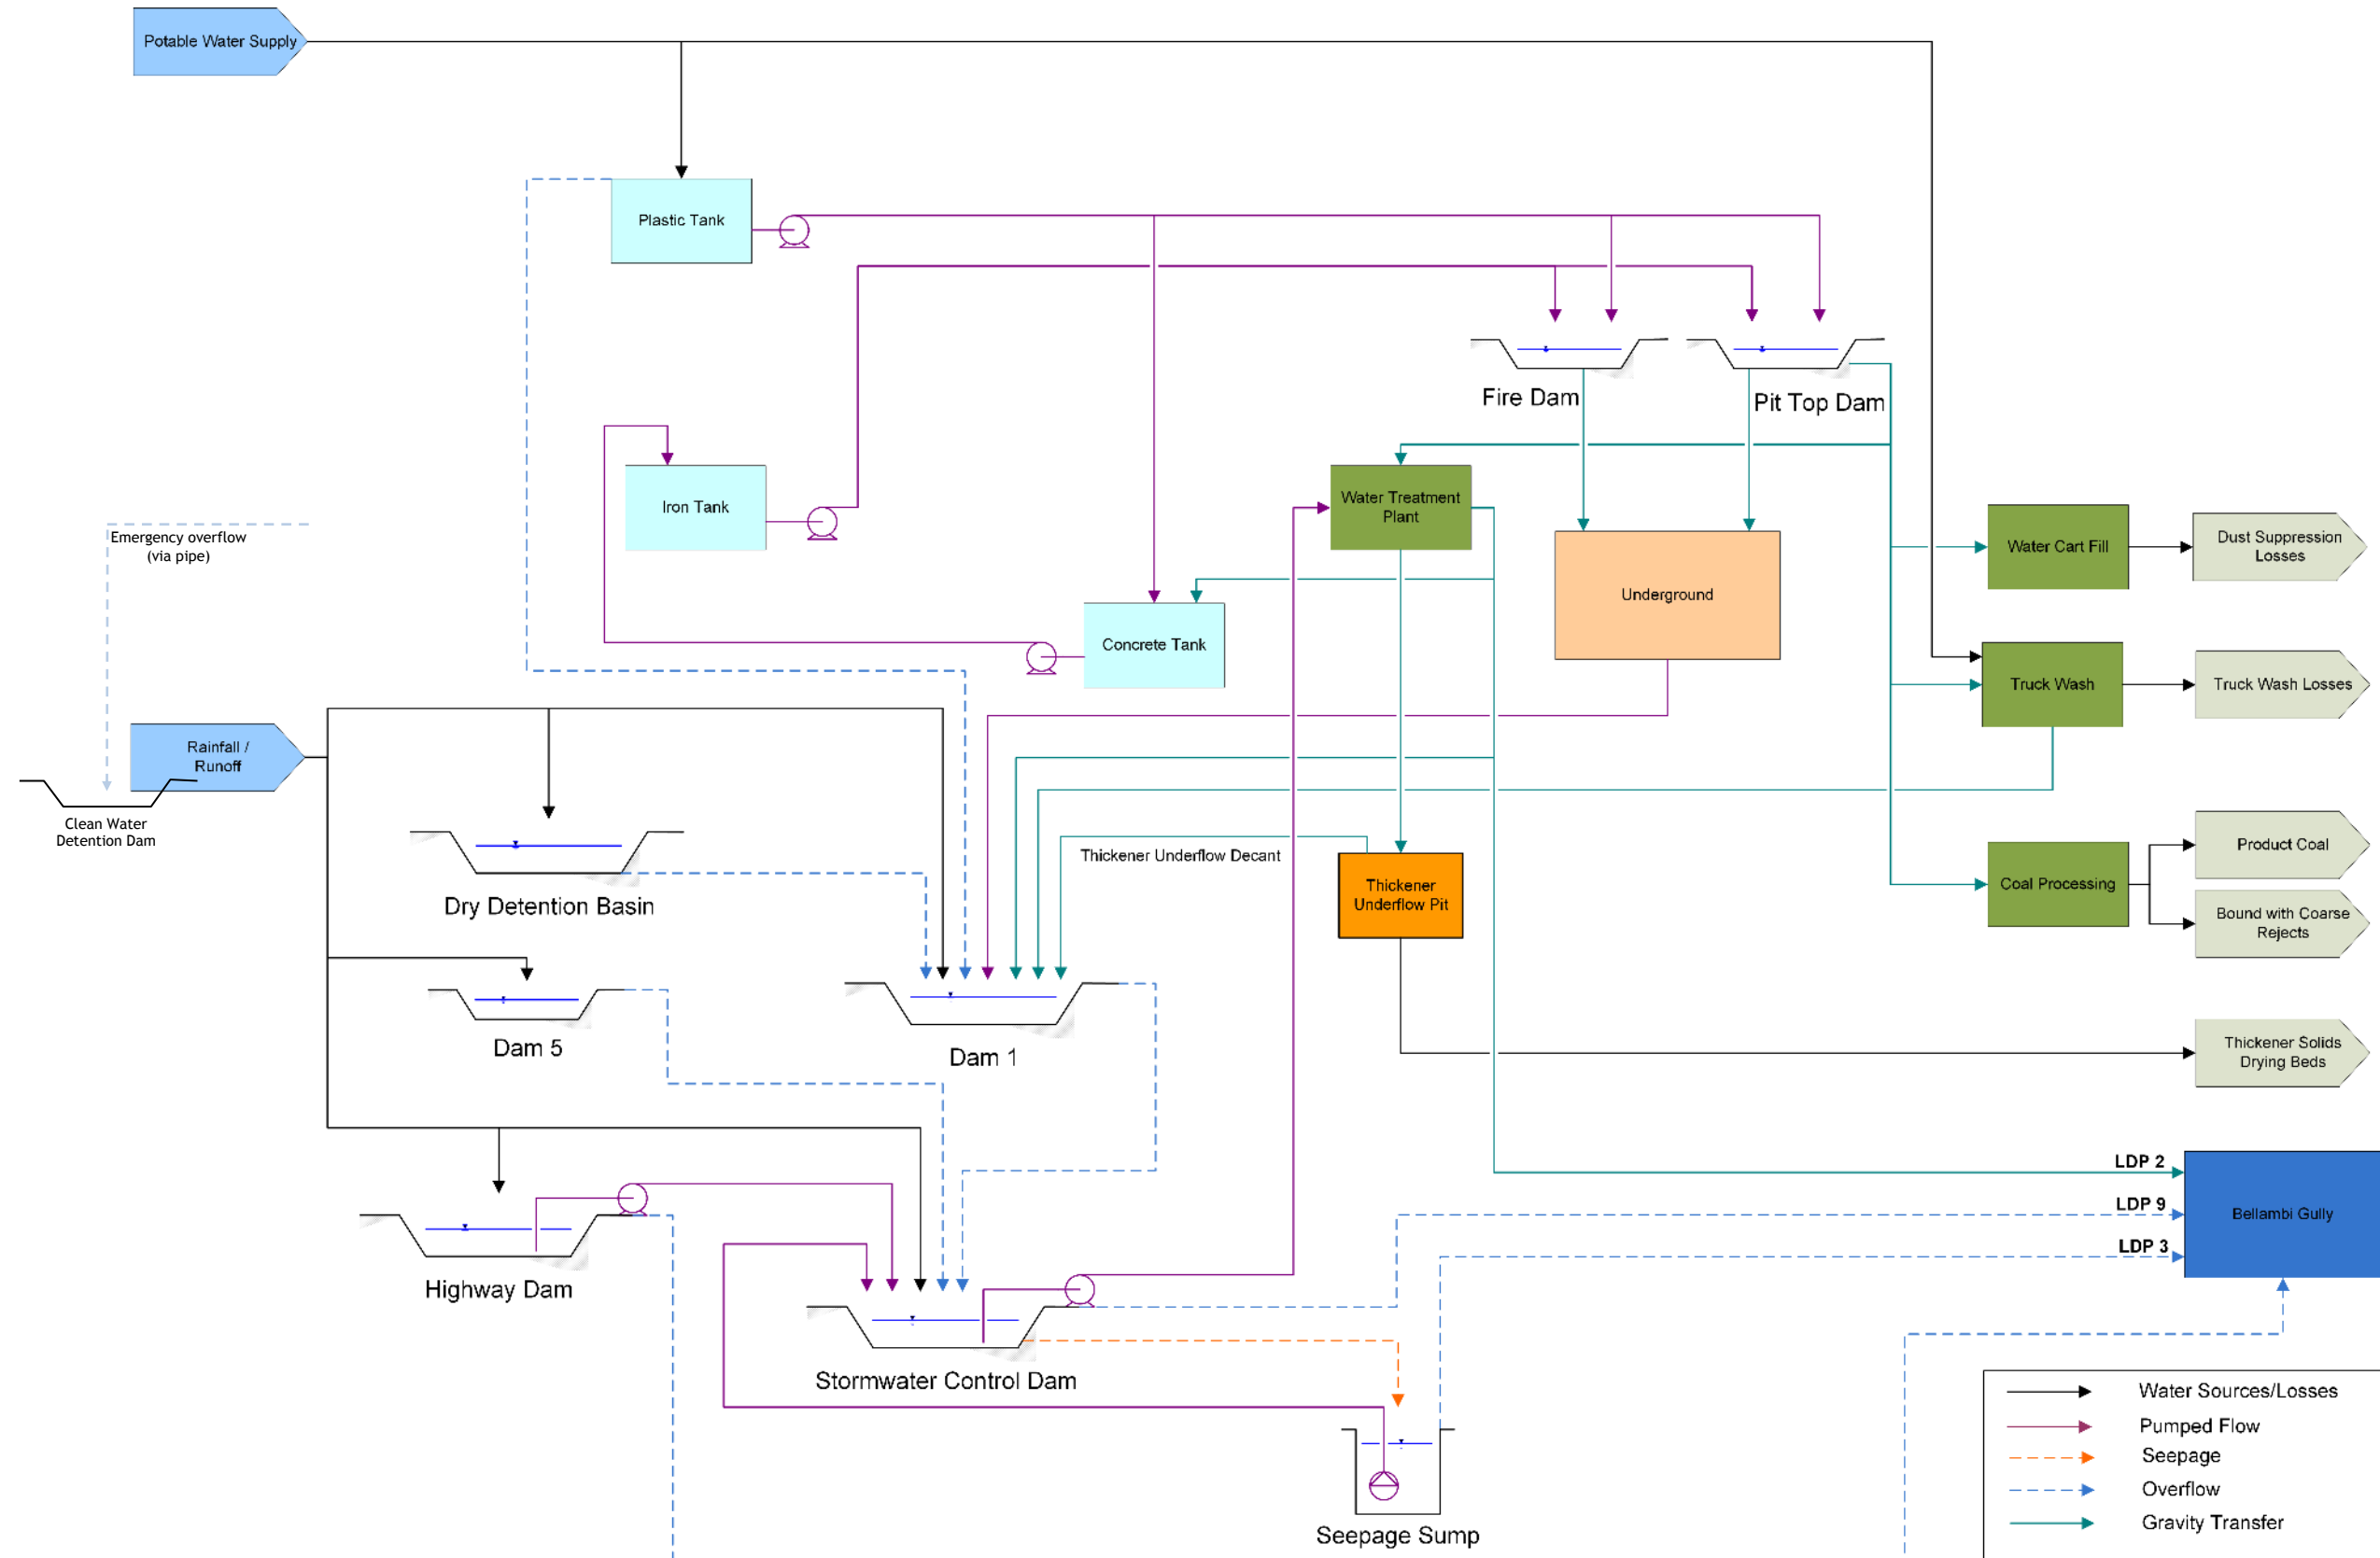 Potable Water Supply
Plastic Tank
Fire Dam
Pit Top Dam
Iron Tank
Water Treatment
Plant
Emergency overflow
(via pipe)
Water Cart Fill
Dust Suppression
Losses
Underground
Concrete Tank
Truck Wash
Truck Wash Losses
Rainfall /
Runoff
Clean Water
Detention Dam
Thickener Underflow Decant
Product Coal
Thickener
Underflow Pit
Coal Processing
Dry Detention Basin
Bound with Coarse
Rejects
Dam 5
Dam 1
Thickener Solids
Drying Beds
LDP 2
LDP 9
Bellambi Gully
LDP 3
Highway Dam
Stormwater Control Dam
Seepage Sump
Water Sources/Losses
Pumped Flow
Seepage
Overflow
Gravity Transfer